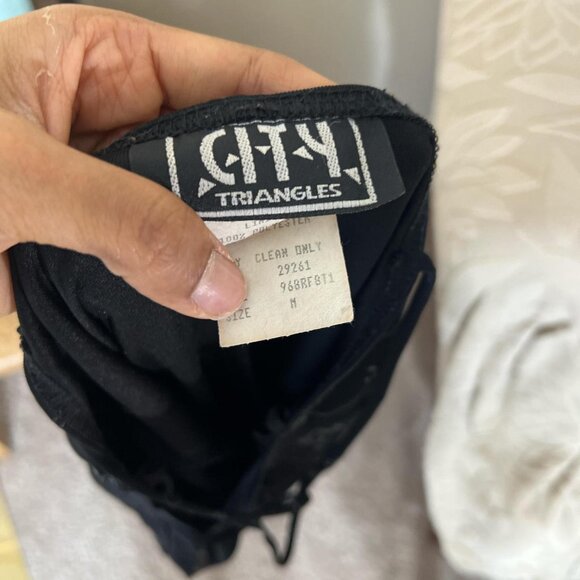 CITY
TRIANGLES
100% POLYESTER
CLEAN ONLY
29261
968RFBT1
SIZE M